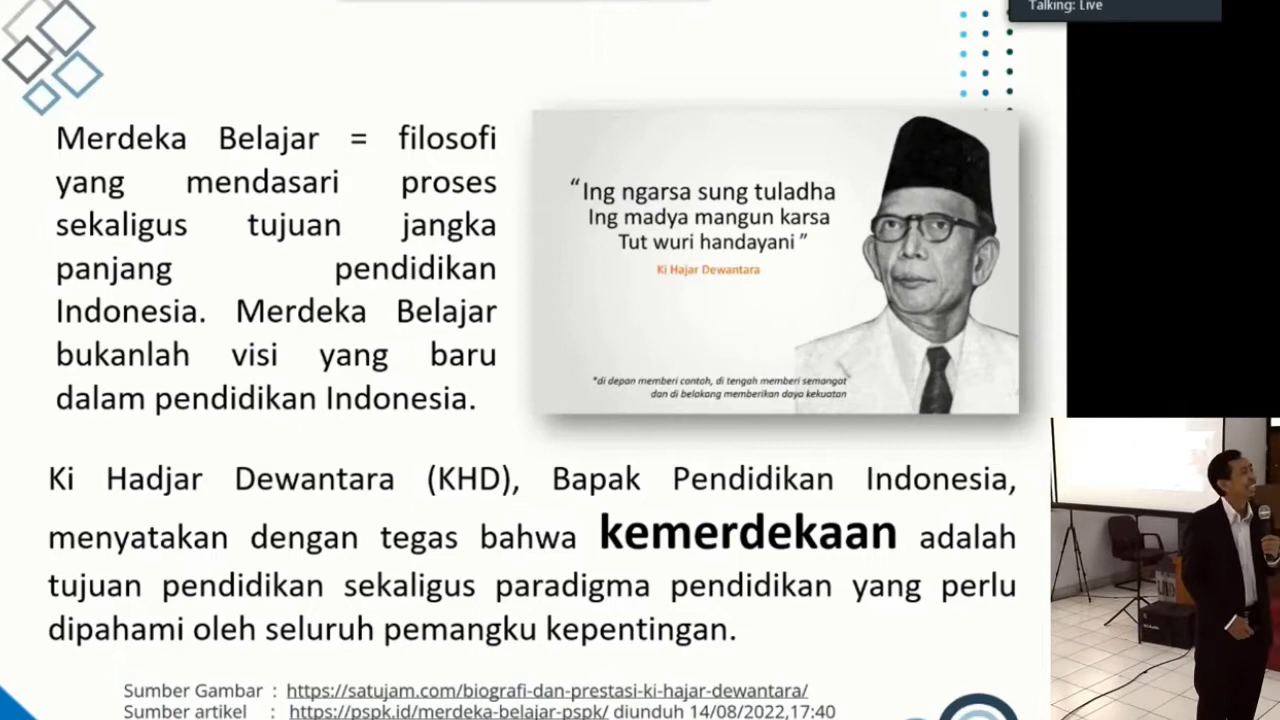 Talking: Live
Merdeka Belajar = filosofi
yang mendasari proses
sekaligus tujuan jangka
panjang pendidikan
Indonesia. Merdeka Belajar
bukanlah visi yang baru
dalam pendidikan Indonesia.
“Ing ngarsa sung tuladha
Ing madya mangun karsa
Tut wuri handayani”
Ki Hajar Dewantara
*di depan memberi contoh, di tengah memberi semangat
dan di belakang memberikan daya kekuatan
Ki Hadjar Dewantara (KHD), Bapak Pendidikan Indonesia,
menyatakan dengan tegas bahwa kemerdekaan adalah
tujuan pendidikan sekaligus paradigma pendidikan yang perlu
dipahami oleh seluruh pemangku kepentingan.
Sumber Gambar : https://satujam.com/biografi-dan-prestasi-ki-hajar-dewantara/
Sumber artikel : https://pspk.id/merdeka-belajar-pspk/ diunduh 14/08/2022,17:40